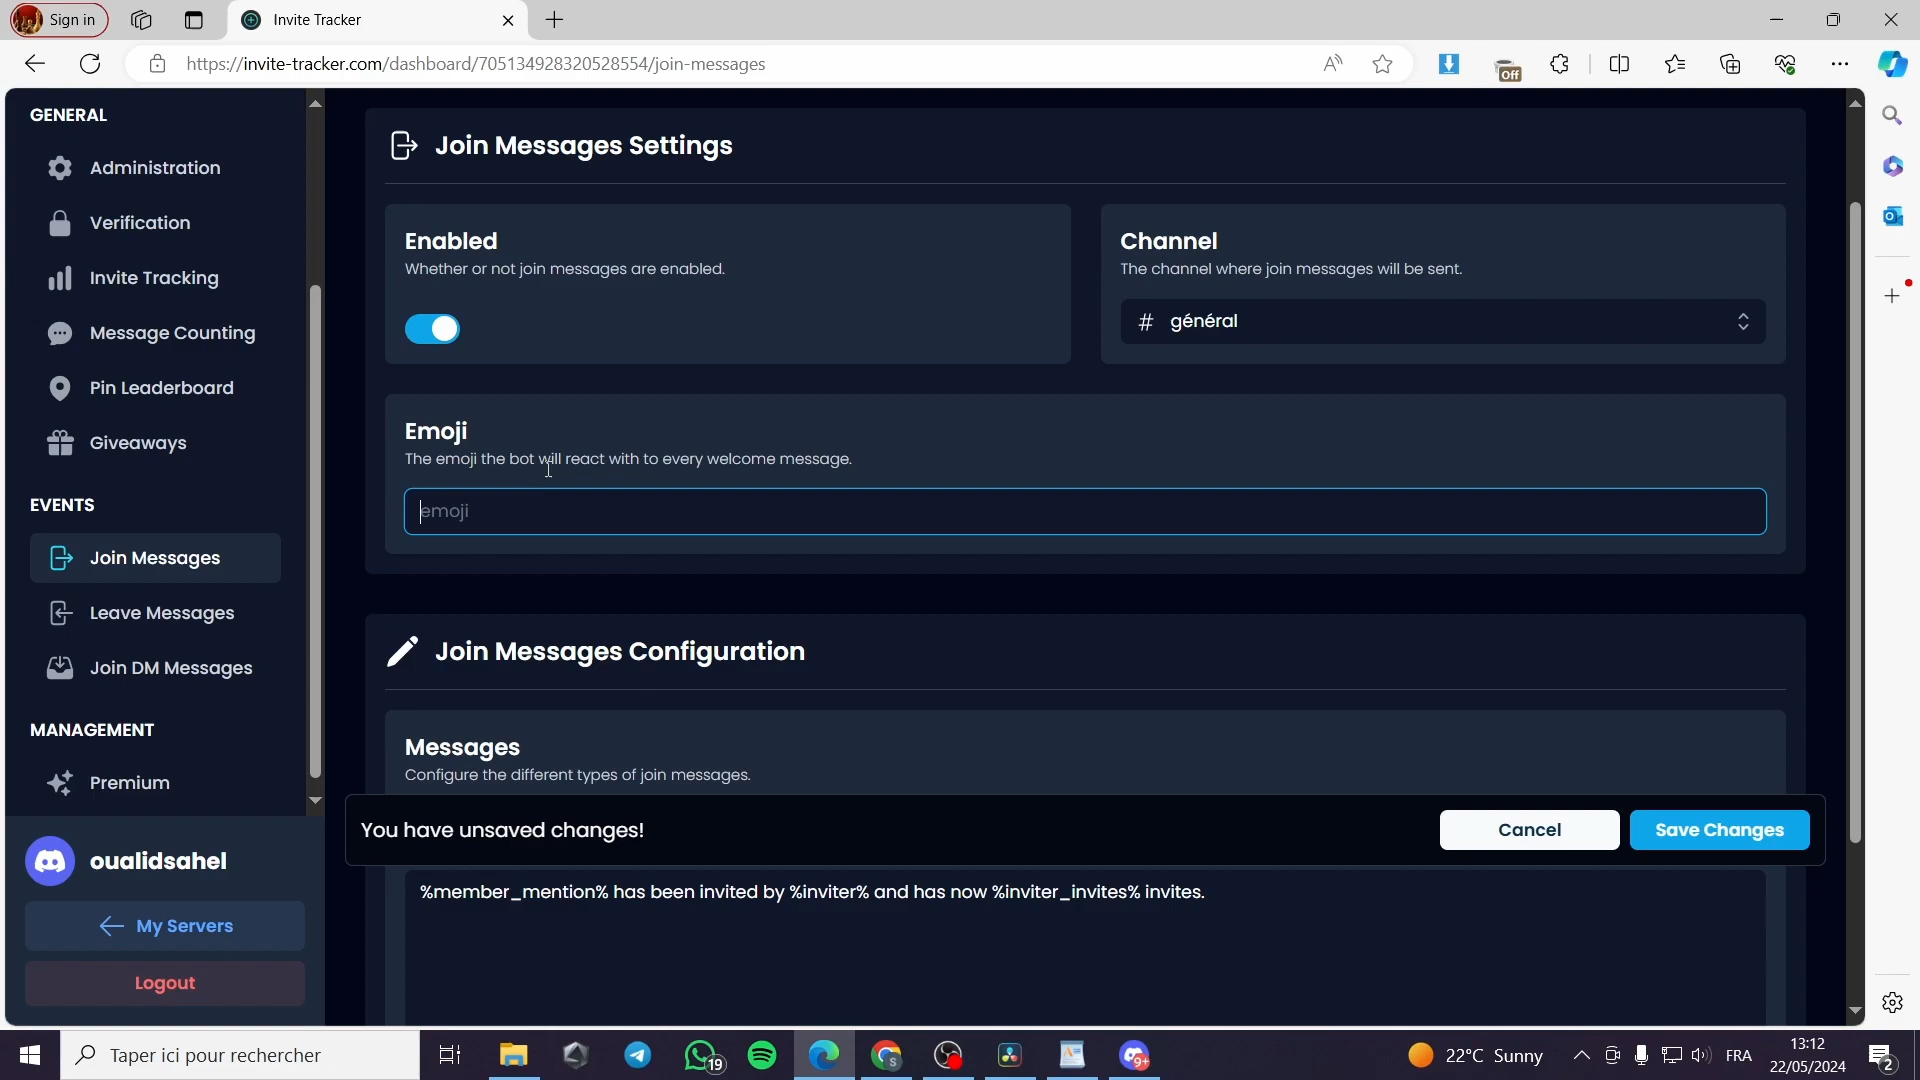 Sign in
Invite Tracker
https://invite-tracker.com/dashboard/705134928320528554/join-messages
Off
GENERAL
Administration
Verification
Invite Tracking
Message Counting
Pin Leaderboard
Giveaways
EVENTS
Join Messages
Leave Messages
Join DM Messages
MANAGEMENT
Premium
oualidsahel
My Servers
Logout
Join Messages Settings
Enabled
Whether or not join messages are enabled.
Channel
The channel where join messages will be sent.
# général
Emoji
The emoji the bot will react with to every welcome message.
emoji
Join Messages Configuration
Messages
Configure the different types of join messages.
You have unsaved changes!
Cancel
Save Changes
%member_mention% has been invited by %inviter% and has now %inviter_invites% invites.
Taper ici pour rechercher
19
9+
22°C Sunny
FRA
13:12
22/05/2024
2